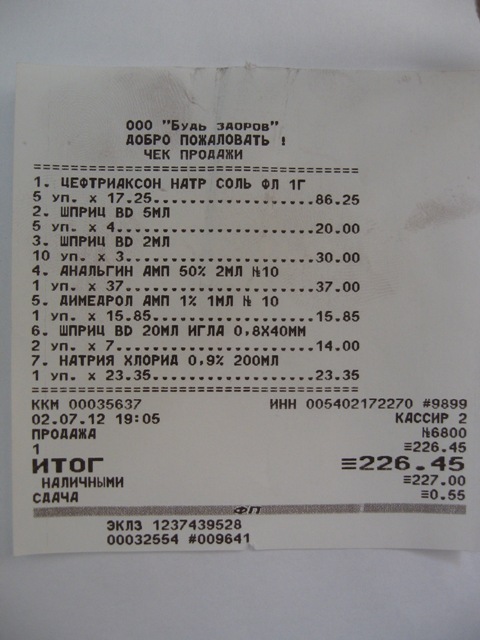 ООО "Будь здоров"
ДОБРО ПОЖАЛОВАТЬ !
ЧЕК ПРОДАЖИ
====================================
1. ЦЕФТРИАКСОН НАТР СОЛЬ ФЛ 1Г
5 уп. x 17.25..................86.25
2. ШПРИЦ BD 5МЛ
5 уп. x 4......................20.00
3. ШПРИЦ BD 2МЛ
10 уп. x 3.....................30.00
4. АНАЛЬГИН АМП 50% 2МЛ №10
1 уп. x 37.....................37.00
5. ДИМЕДРОЛ АМП 1% 1МЛ № 10
1 уп. x 15.85..................15.85
6. ШПРИЦ BD 20МЛ ИГЛА 0,8X40ММ
2 уп. x 7......................14.00
7. НАТРИЯ ХЛОРИД 0,9% 200МЛ
1 уп. x 23.35..................23.35
====================================
ККМ 00035637 ИНН 005402172270 #9899
02.07.12 19:05 КАССИР 2
ПРОДАЖА №6800
1 ≡226.45
ИТОГ ≡226.45
НАЛИЧНЫМИ ≡227.00
СДАЧА ≡0.55
ФП
ЭКЛЗ 1237439528
00032554 #009641